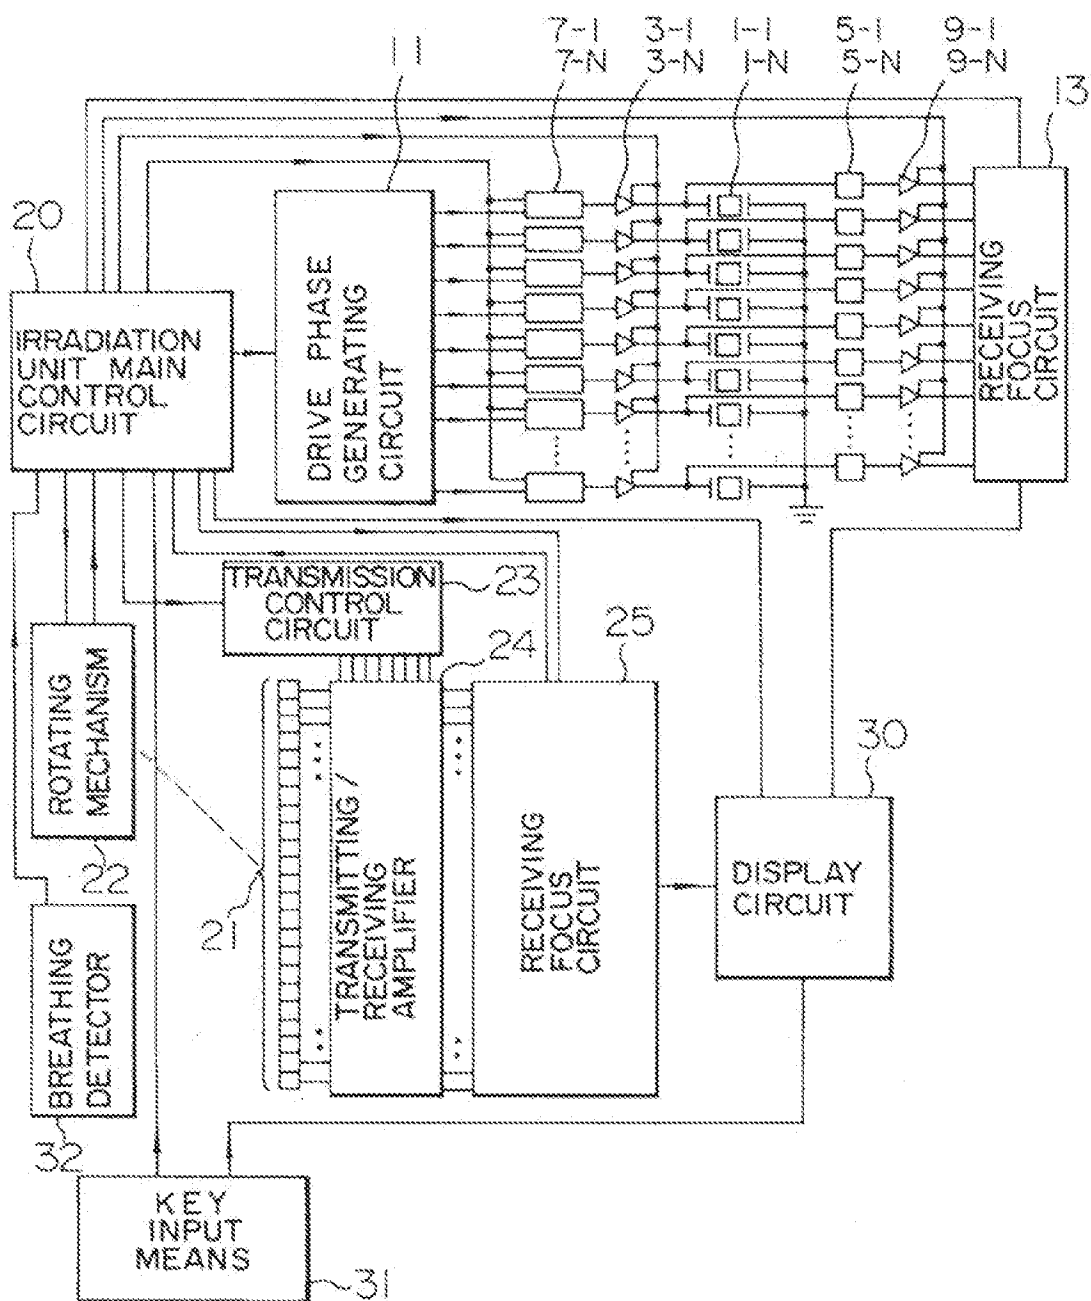 7-1 3-1 1-1 5-1 9-1
7-N 3-N 1-N 5-N 9-N
11
13
20
IRRADIATION
UNIT MAIN
CONTROL
CIRCUIT
DRIVE PHASE
GENERATING
CIRCUIT
RECEIVING
FOCUS
CIRCUIT
TRANSMISSION
CONTROL
CIRCUIT
23
24
25
ROTATING
MECHANISM
22
21
TRANSMITTING/
RECEIVING
AMPLIFIER
RECEIVING
FOCUS
CIRCUIT
30
DISPLAY
CIRCUIT
BREATHING
DETECTOR
32
KEY
INPUT
MEANS
31